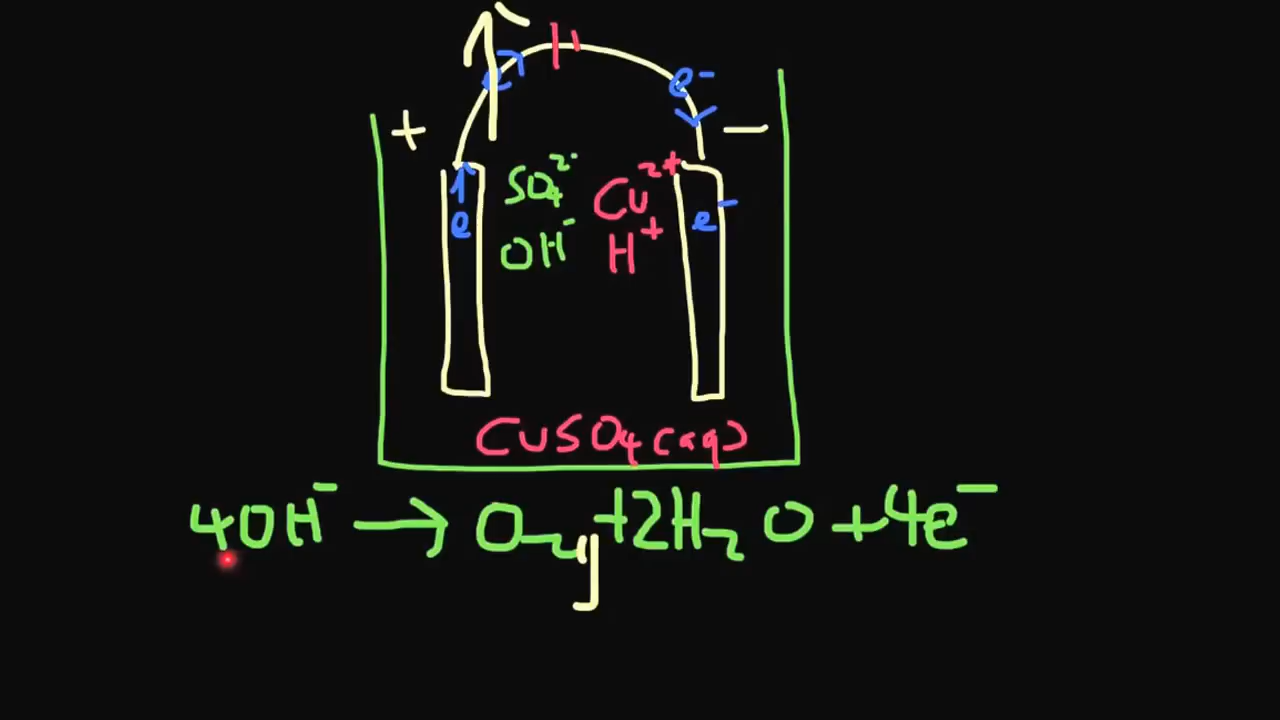 e⁻ e⁻
+ −
SO₄²⁻ Cu²⁺
e OH⁻ H⁺ e⁻
CuSO₄(aq)
4OH⁻ → O₂ + 2H₂O + 4e⁻